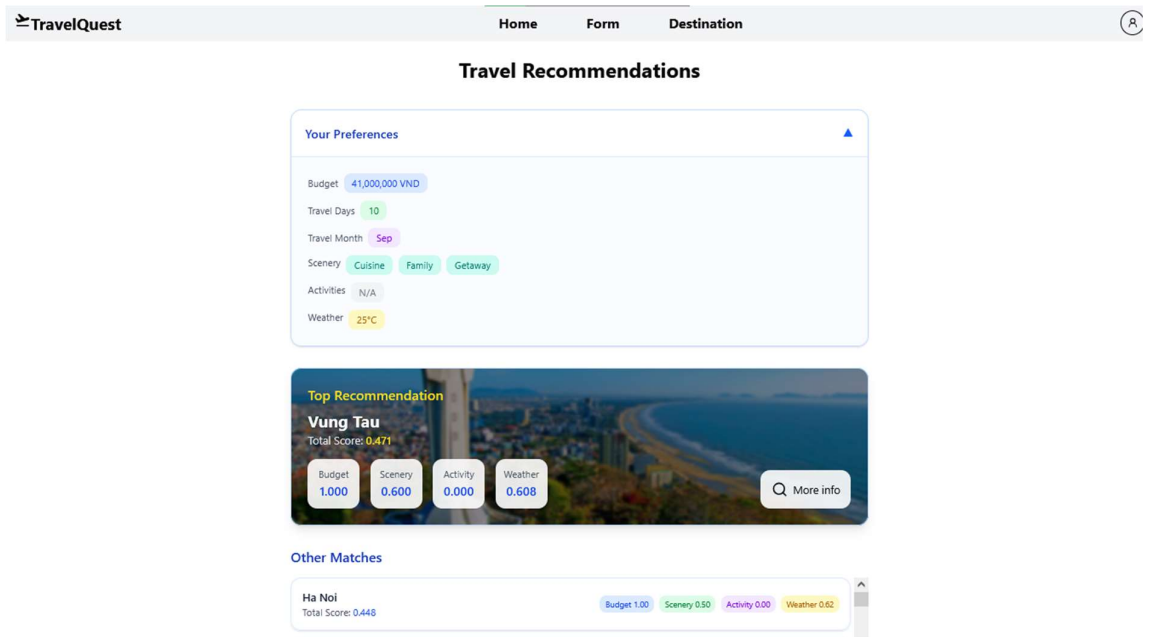 TravelQuest
Home Form Destination
Travel Recommendations
Your Preferences
Budget 41,000,000 VND
Travel Days 10
Travel Month Sep
Scenery Cuisine Family Getaway
Activities N/A
Weather 25°C
Top Recommendation
Vung Tau
Total Score: 0.471
Budget Scenery Activity Weather
1.000 0.600 0.000 0.608
More info
Other Matches
Ha Noi
Total Score: 0.448
Budget 1.00 Scenery 0.50 Activity 0.00 Weather 0.62